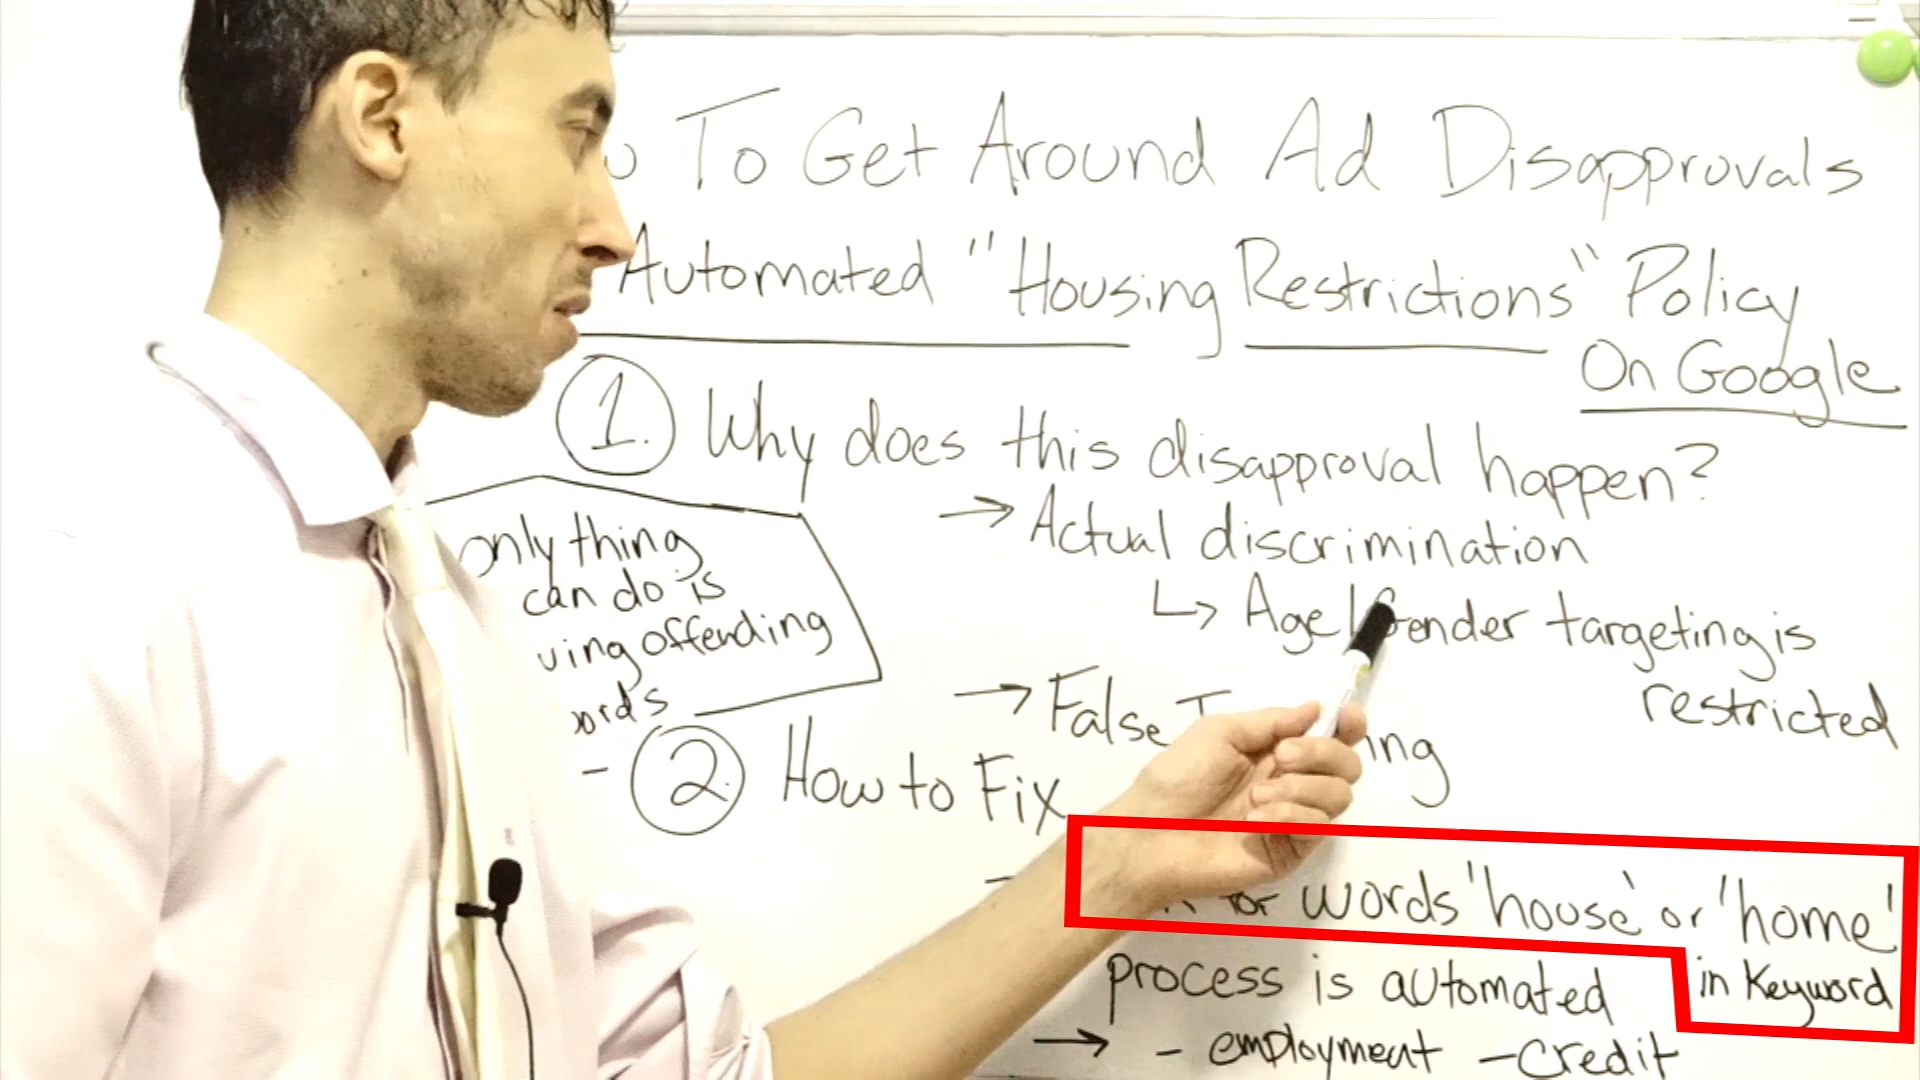 To Get Around Ad Disapprovals
Automated "Housing Restrictions" Policy
On Google
1. Why does this disapproval happen?
→ Actual discrimination
↳ Age/Gender targeting is
restricted
→ False
only thing
can do is
offending
2. How to Fix
for words 'house' or 'home'
in Keyword
process is automated
→ - employment - credit